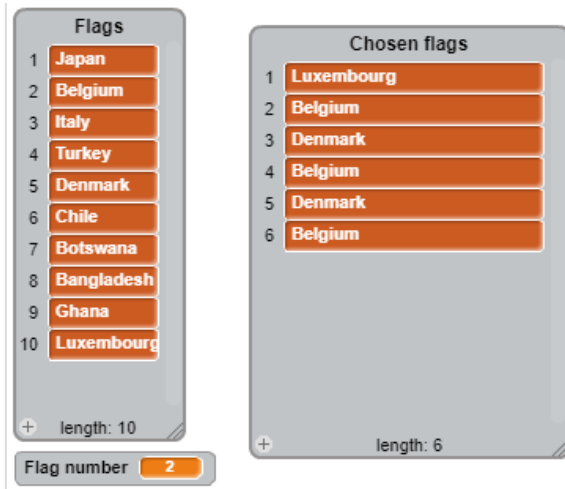 Flags
1 Japan
2 Belgium
3 Italy
4 Turkey
5 Denmark
6 Chile
7 Botswana
8 Bangladesh
9 Ghana
10 Luxembourg
+ length: 10
Flag number 2
Chosen flags
1 Luxembourg
2 Belgium
3 Denmark
4 Belgium
5 Denmark
6 Belgium
+ length: 6